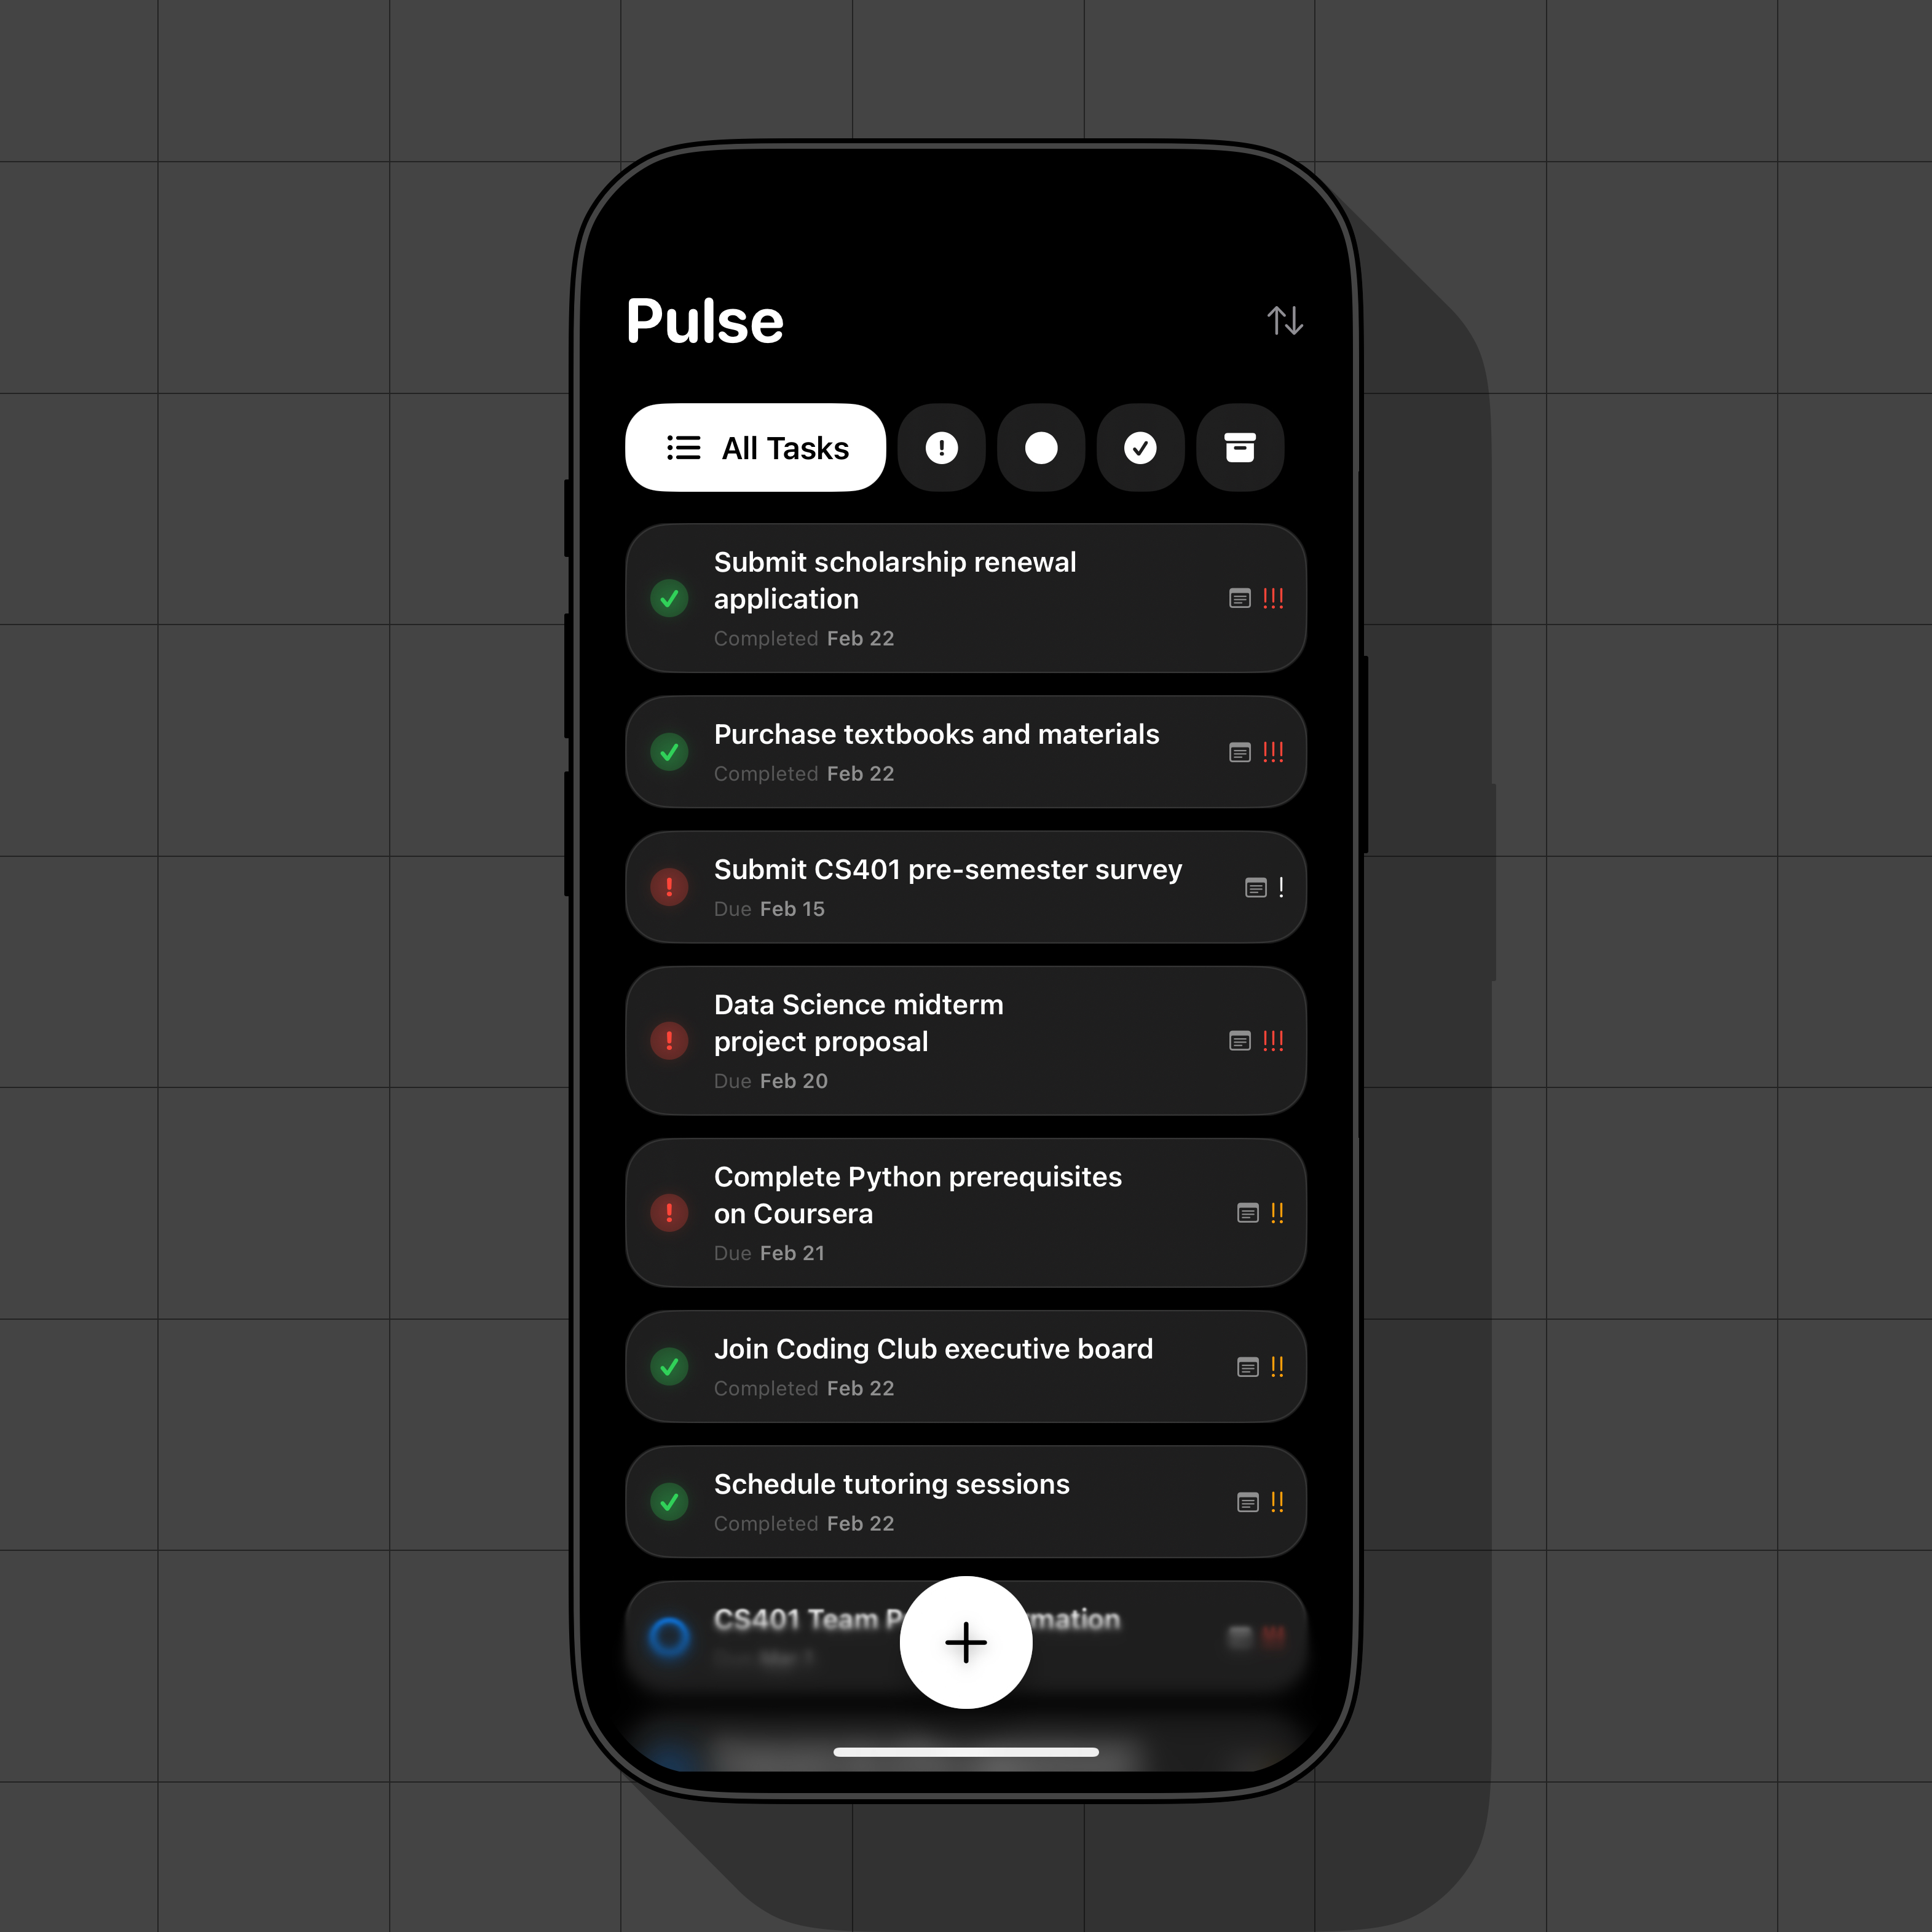 Pulse
All Tasks
Submit scholarship renewal
application
!!!
Completed Feb 22
Purchase textbooks and materials
!!!
Completed Feb 22
Submit CS401 pre-semester survey
!
Due Feb 15
Data Science midterm
project proposal
!!!
Due Feb 20
Complete Python prerequisites
on Coursera
!!
Due Feb 21
Join Coding Club executive board
!!
Completed Feb 22
Schedule tutoring sessions
!!
Completed Feb 22
CS401 Team